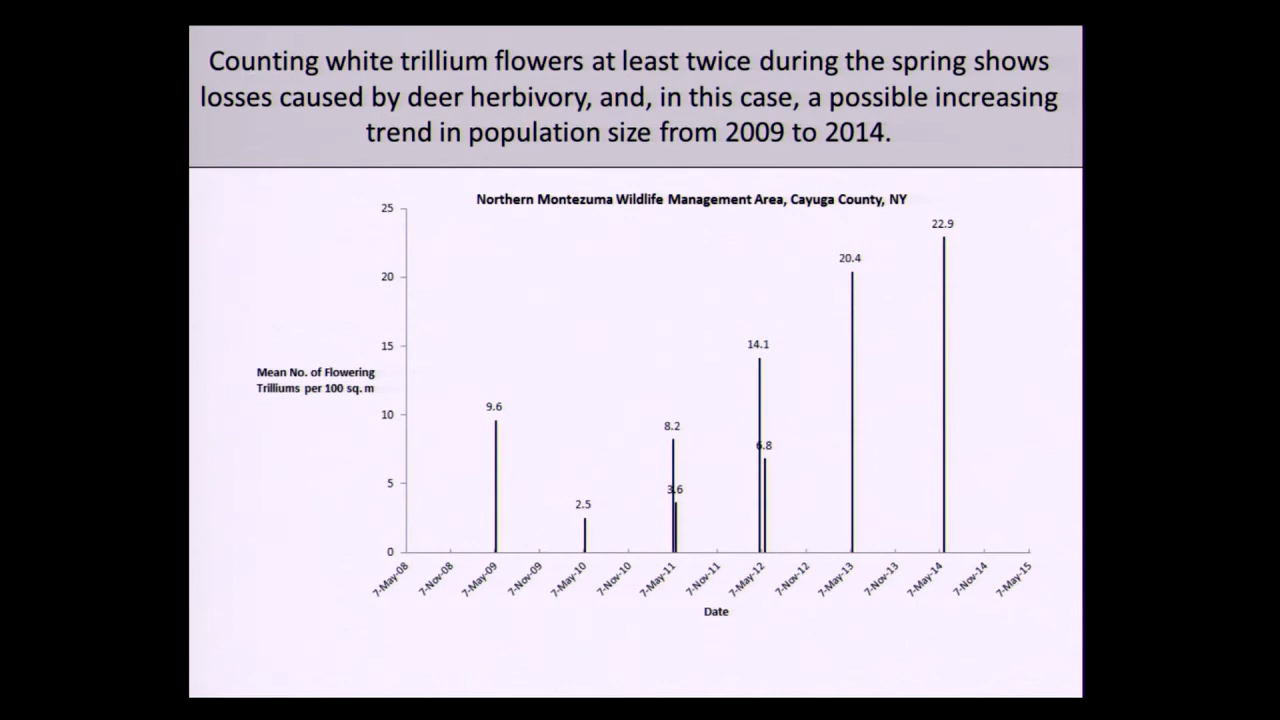 Counting white trillium flowers at least twice during the spring shows
losses caused by deer herbivory, and, in this case, a possible increasing
trend in population size from 2009 to 2014.
Northern Montezuma Wildlife Management Area, Cayuga County, NY
25
20
15
10
5
0
Mean No. of Flowering
Trilliums per 100 sq. m
9.6
2.5
8.2
3.6
14.1
6.8
20.4
22.9
7-May-08
7-Nov-08
7-May-09
7-Nov-09
7-May-10
7-Nov-10
7-May-11
7-Nov-11
7-May-12
7-Nov-12
7-May-13
7-Nov-13
7-May-14
7-Nov-14
7-May-15
Date